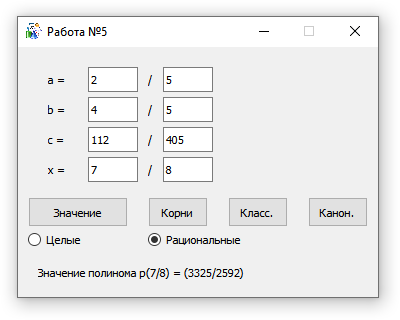 Работа №5
a = 2 / 5
b = 4 / 5
c = 112 / 405
x = 7 / 8
Значение Корни Класс. Канон.
Целые Рациональные
Значение полинома p(7/8) = (3325/2592)